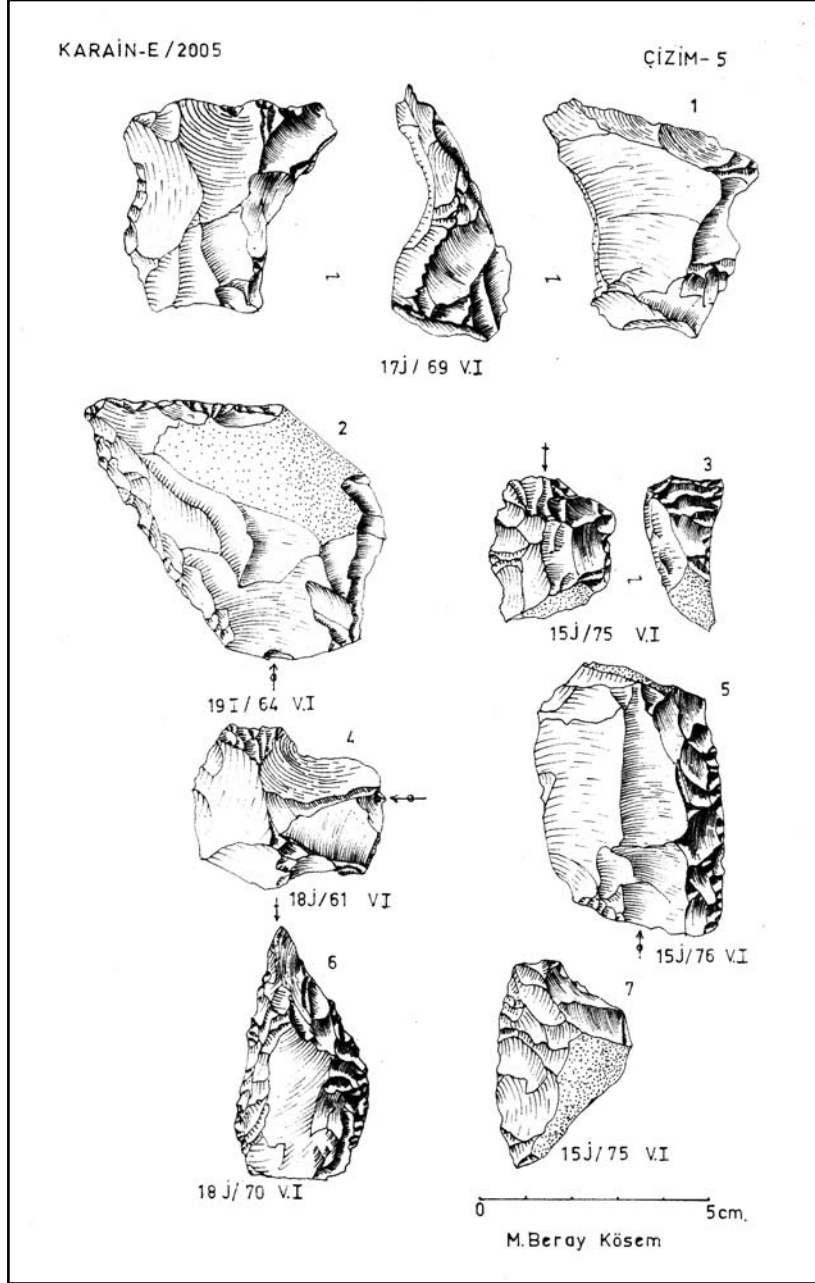 KARAİN-E/2005
ÇİZİM-5
1
17J/69 V.I
2
3
15J/75 V.I
19I/64 V.I
4
5
18J/61 VI
15J/76 V.I
6
7
18J/70 V.I
15J/75 V.I
0 5cm.
M.Beray Kösem